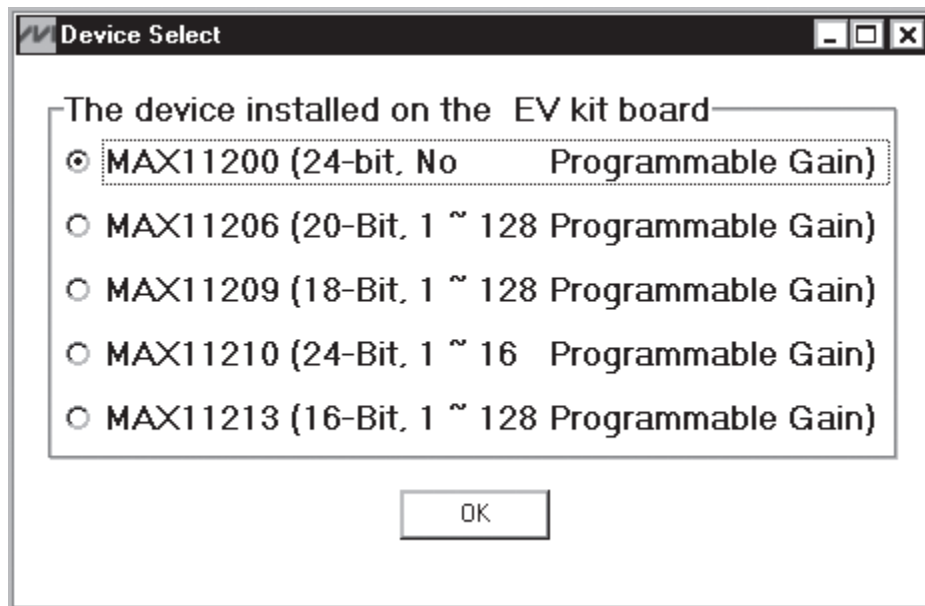 Device Select
The device installed on the EV kit board
MAX11200 (24-bit, No Programmable Gain)
MAX11206 (20-Bit, 1 ~ 128 Programmable Gain)
MAX11209 (18-Bit, 1 ~ 128 Programmable Gain)
MAX11210 (24-Bit, 1 ~ 16 Programmable Gain)
MAX11213 (16-Bit, 1 ~ 128 Programmable Gain)
OK